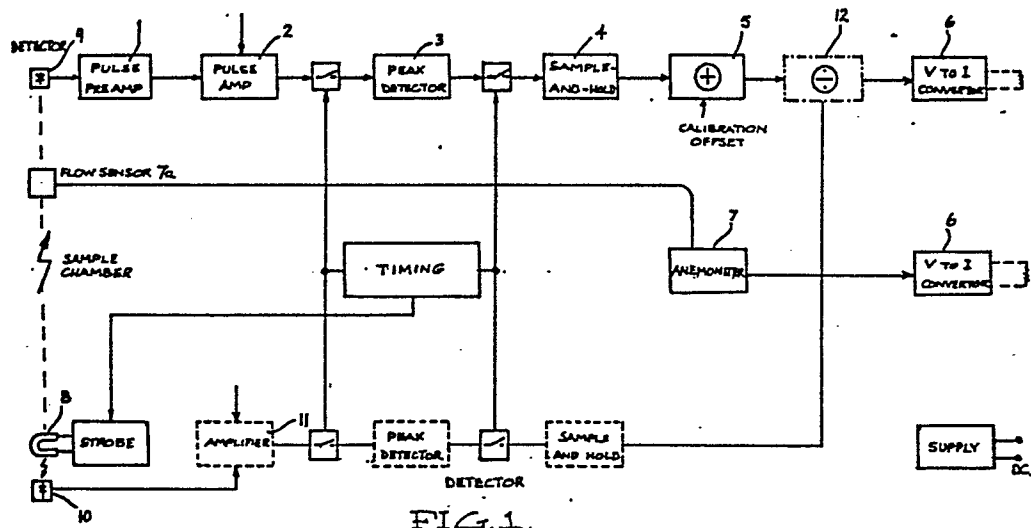 1
2
3
4
5
12
6
9
DETECTOR
PULSE
PREAMP
PULSE
AMP
PEAK
DETECTOR
SAMPLE-
AND-HOLD
+
÷
V TO I
CONVERTOR
CALIBRATION
OFFSET
FLOW SENSOR 7a
7
6
SAMPLE
CHAMBER
TIMING
ANEMOMETER
V TO I
CONVERTOR
8
STROBE
11
AMPLIFIER
PEAK
DETECTOR
SAMPLE
AND HOLD
SUPPLY
DC
DETECTOR
10
FIG.1.